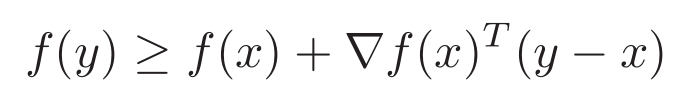 f(y) ≥ f(x) + ∇f(x)^T(y − x)